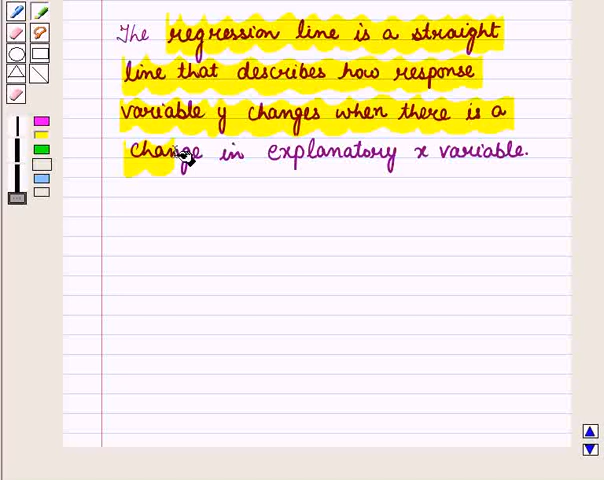 The regression line is a straight
line that describes how response
variable y changes when there is a
change in explanatory x variable.